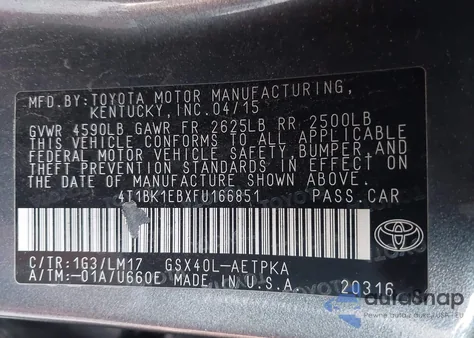 MFD.BY:TOYOTA MOTOR MANUFACTURING,
KENTUCKY, INC. 04/15
GVWR 4590LB GAWR FR 2625LB RR 2500LB
THIS VEHICLE CONFORMS TO ALL APPLICABLE
FEDERAL MOTOR VEHICLE SAFETY, BUMPER AND
THEFT PREVENTION STANDARDS IN EFFECT ON
THE DATE OF MANUFACTURE SHOWN ABOVE.
4T1BK1EBXFU166851 PASS.CAR
C/TR:1G3/LM17 GSX40L-AETPKA
A/TM:-01A/U660E MADE IN U.S.A. 20316
TOYOTA
autoSnap